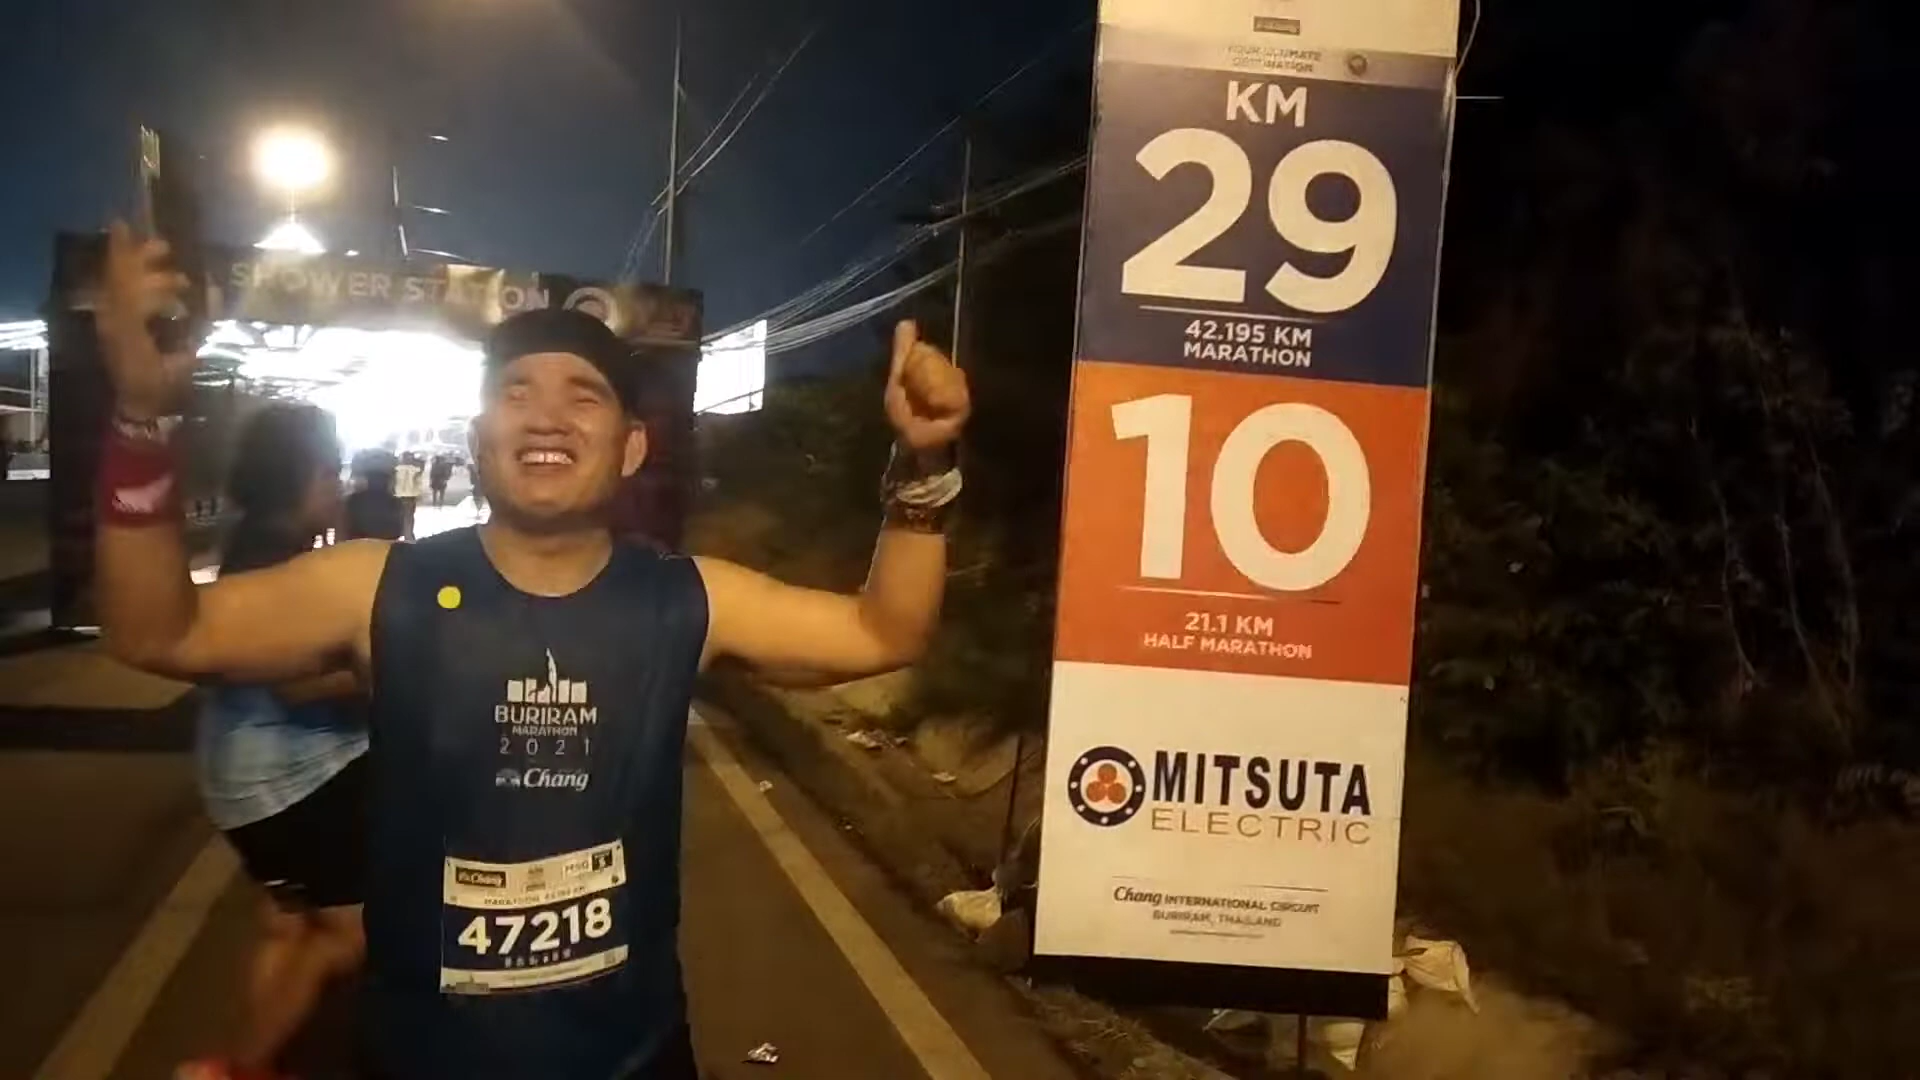 YOUR ULTIMATE
DESTINATION
KM
29
42.195 KM
MARATHON
10
21.1 KM
HALF MARATHON
MITSUTA
ELECTRIC
Chang INTERNATIONAL CIRCUIT
BURIRAM, THAILAND
SHOWER STATION
BURIRAM
MARATHON
2021
Chang
Chang
47218